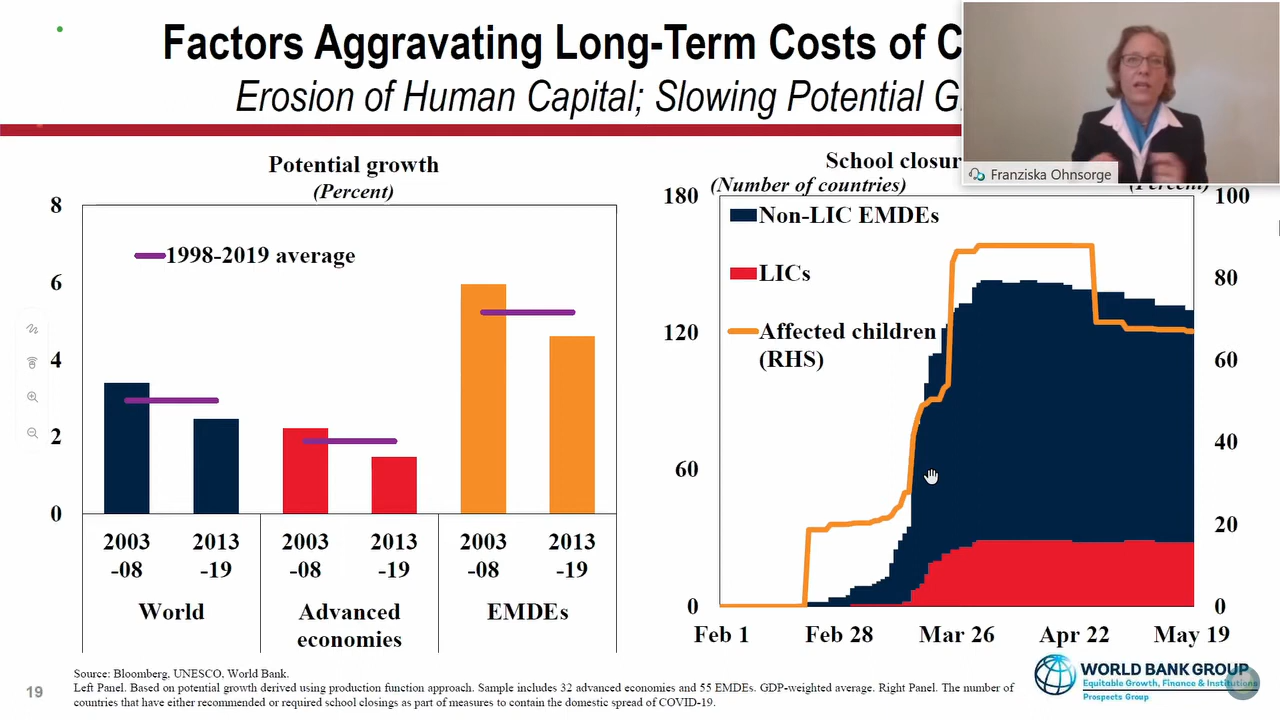 Factors Aggravating Long-Term Costs of C
Erosion of Human Capital; Slowing Potential G
Franziska Ohnsorge
Potential growth
(Percent)
8
6
4
2
0
1998-2019 average
2003
-08
2013
-19
2003
-08
2013
-19
2003
-08
2013
-19
World
Advanced
economies
EMDEs
School closur
(Number of countries)
(Percent)
180
120
60
0
100
80
60
40
20
0
Non-LIC EMDEs
LICs
Affected children
(RHS)
Feb 1
Feb 28
Mar 26
Apr 22
May 19
19
Source: Bloomberg, UNESCO, World Bank.
Left Panel. Based on potential growth derived using production fuinction approach. Sample includes 32 advanced economies and 55 EMDEs. GDP-weighted average. Right Panel. The number of
countries that have either recommended or required school closings as part of measures to contain the domestic spread of COVID-19.
WORLD BANK GROUP
Equitable Growth, Finance & Institutions
Prospects Group